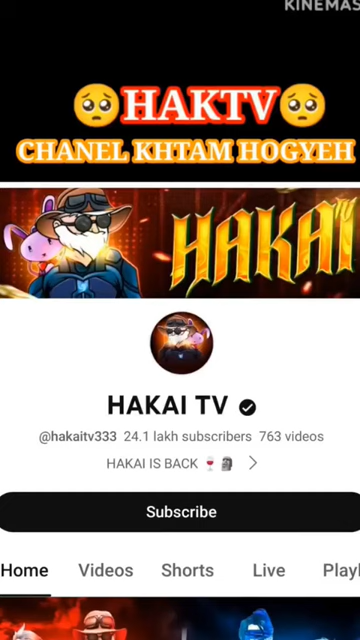 KINEMAS
🥺HAKTV🥺
CHANEL KHTAM HOGYEH
HAKAI
HAKAI TV
@hakaitv333 24.1 lakh subscribers 763 videos
HAKAI IS BACK 🍷🗿
Subscribe
Home Videos Shorts Live Playl